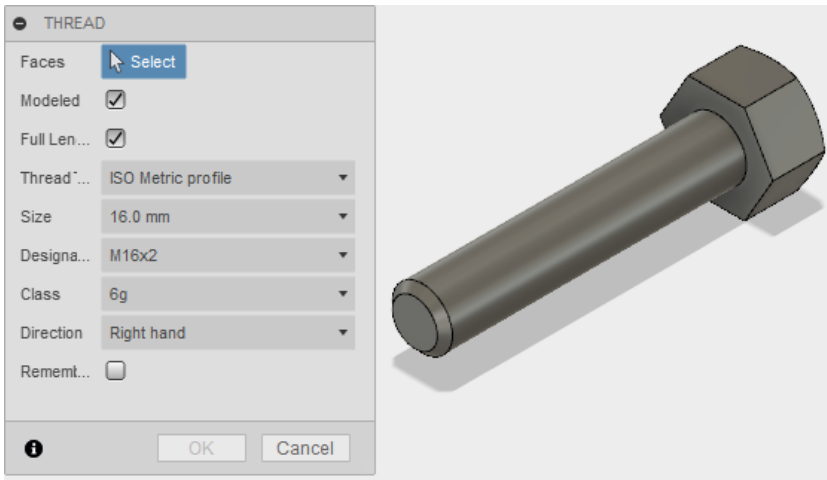 THREAD
Faces Select
Modeled
Full Len...
Thread T... ISO Metric profile
Size 16.0 mm
Designa... M16x2
Class 6g
Direction Right hand
Rememb...
OK Cancel